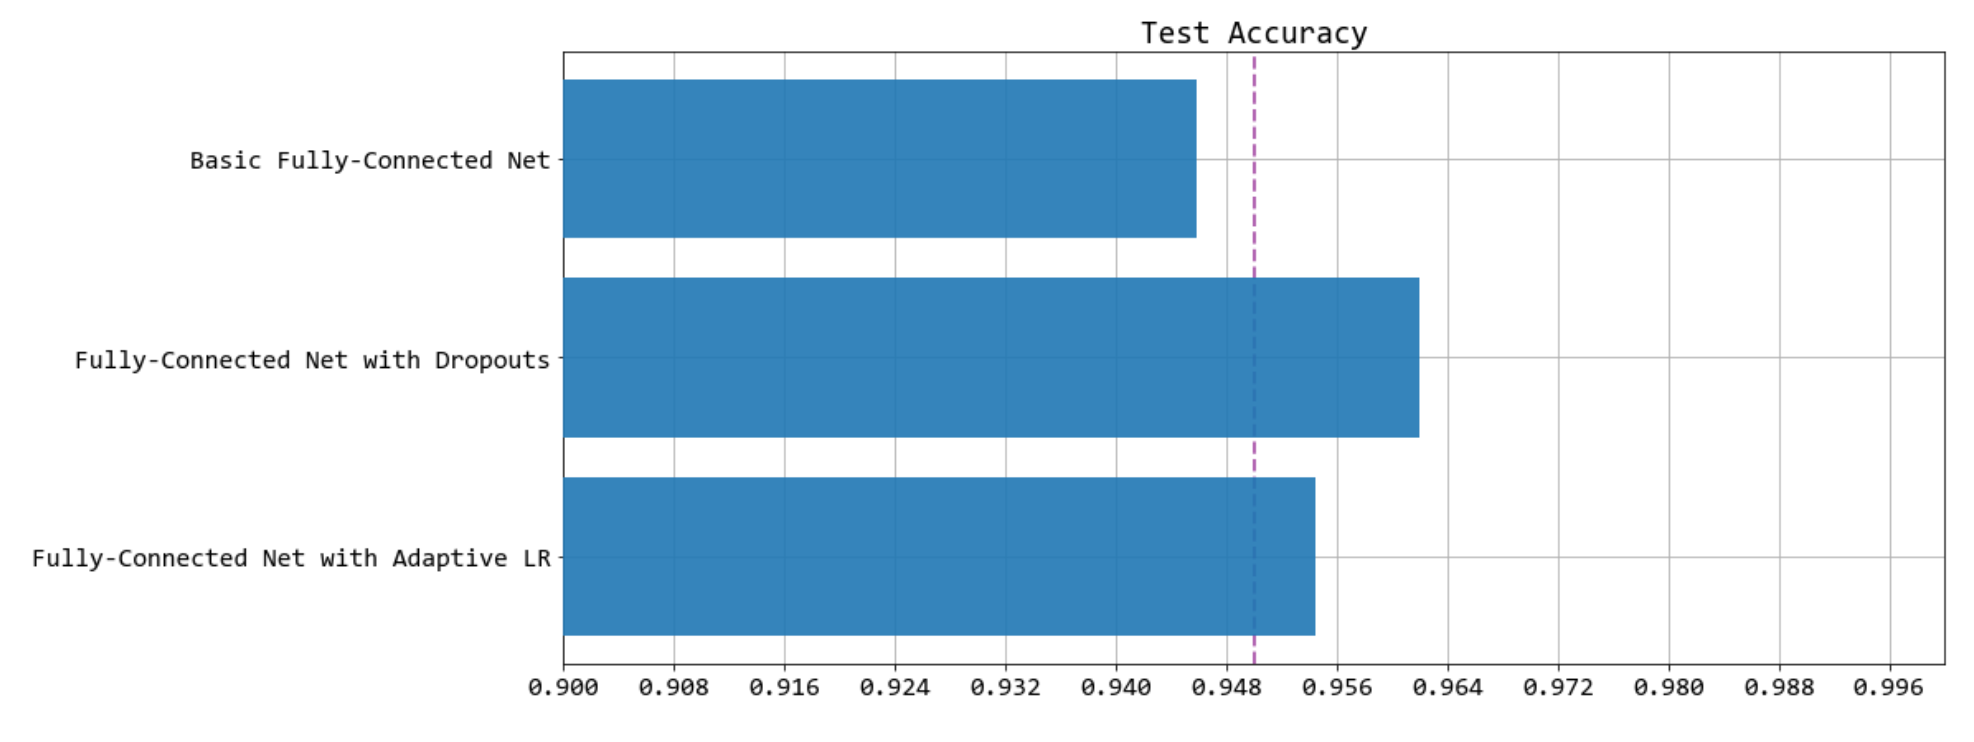 Test Accuracy
Basic Fully-Connected Net
Fully-Connected Net with Dropouts
Fully-Connected Net with Adaptive LR
0.900 0.908 0.916 0.924 0.932 0.940 0.948 0.956 0.964 0.972 0.980 0.988 0.996